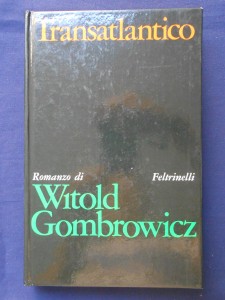 Transatlantico
Romanzo di Feltrinelli
Witold
Gombrowicz